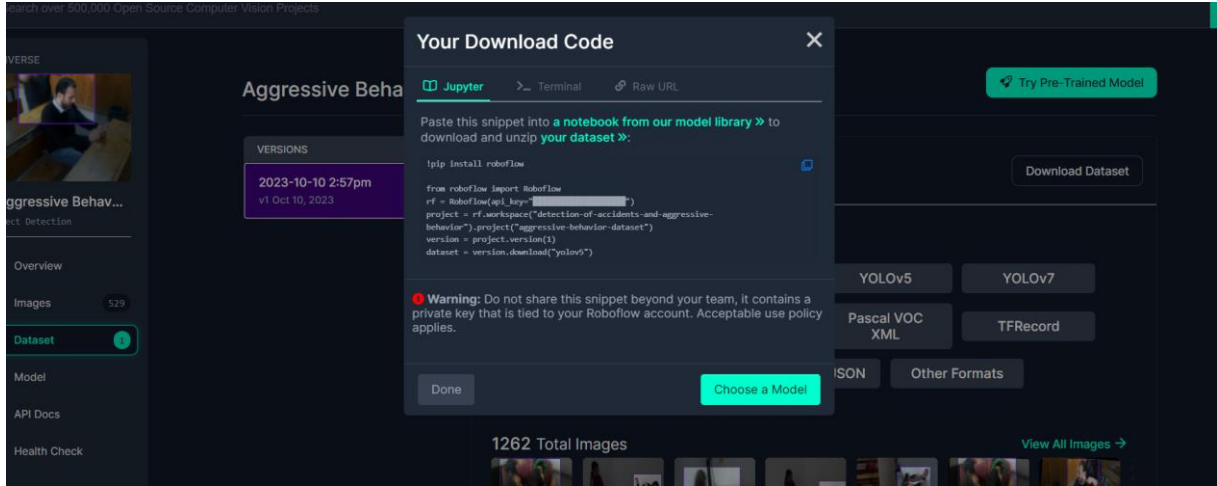 Search over 500,000 Open Source Computer Vision Projects
VERSE
ggressive Behav...
ect Detection
Overview
Images 529
Dataset 1
Model
API Docs
Health Check
Aggressive Beha
Try Pre-Trained Model
VERSIONS
2023-10-10 2:57pm
v1 Oct 10, 2023
Download Dataset
Your Download Code
Jupyter Terminal Raw URL
Paste this snippet into a notebook from our model library » to
download and unzip your dataset »:
!pip install roboflow
from roboflow import Roboflow
rf = Roboflow(api_key="")
project = rf.workspace("detection-of-accidents-and-aggressive-
behavior").project("aggressive-behavior-dataset")
version = project.version(1)
dataset = version.download("yolov5")
Warning: Do not share this snippet beyond your team, it contains a
private key that is tied to your Roboflow account. Acceptable use policy
applies.
Done Choose a Model
YOLOv5 YOLOv7
Pascal VOC
XML
TFRecord
JSON Other Formats
1262 Total Images View All Images →